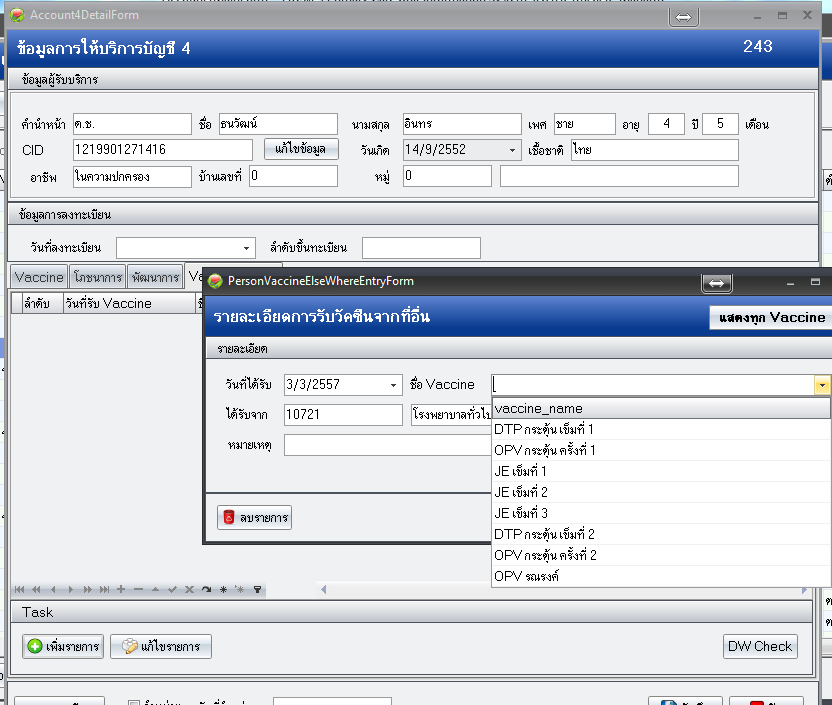 Account4DetailForm
ข้อมูลการให้บริการบัญชี 4 243
ข้อมูลผู้รับบริการ
คำนำหน้า ด.ช. ชื่อ ธนวัฒน์ นามสกุล อินทร เพศ ชาย อายุ 4 ปี 5 เดือน
CID 1219901271416 แก้ไขข้อมูล วันเกิด 14/9/2552 เชื้อชาติ ไทย
อาชีพ ในความปกครอง บ้านเลขที่ 0 หมู่ 0
ข้อมูลการลงทะเบียน
วันที่ลงทะเบียน ลำดับขึ้นทะเบียน
Vaccine โภชนาการ พัฒนาการ
ลำดับ วันที่รับ Vaccine
PersonVaccineElseWhereEntryForm
รายละเอียดการรับวัคซีนจากที่อื่น แสดงทุก Vaccine
รายละเอียด
วันที่ได้รับ 3/3/2557 ชื่อ Vaccine
ได้รับจาก 10721 โรงพยาบาลทั่วไป
หมายเหตุ
vaccine_name
DTP กระตุ้น เข็มที่ 1
OPV กระตุ้น ครั้งที่ 1
JE เข็มที่ 1
JE เข็มที่ 2
JE เข็มที่ 3
DTP กระตุ้น เข็มที่ 2
OPV กระตุ้น ครั้งที่ 2
OPV รณรงค์
ลบรายการ
Task
เพิ่มรายการ แก้ไขรายการ DW Check